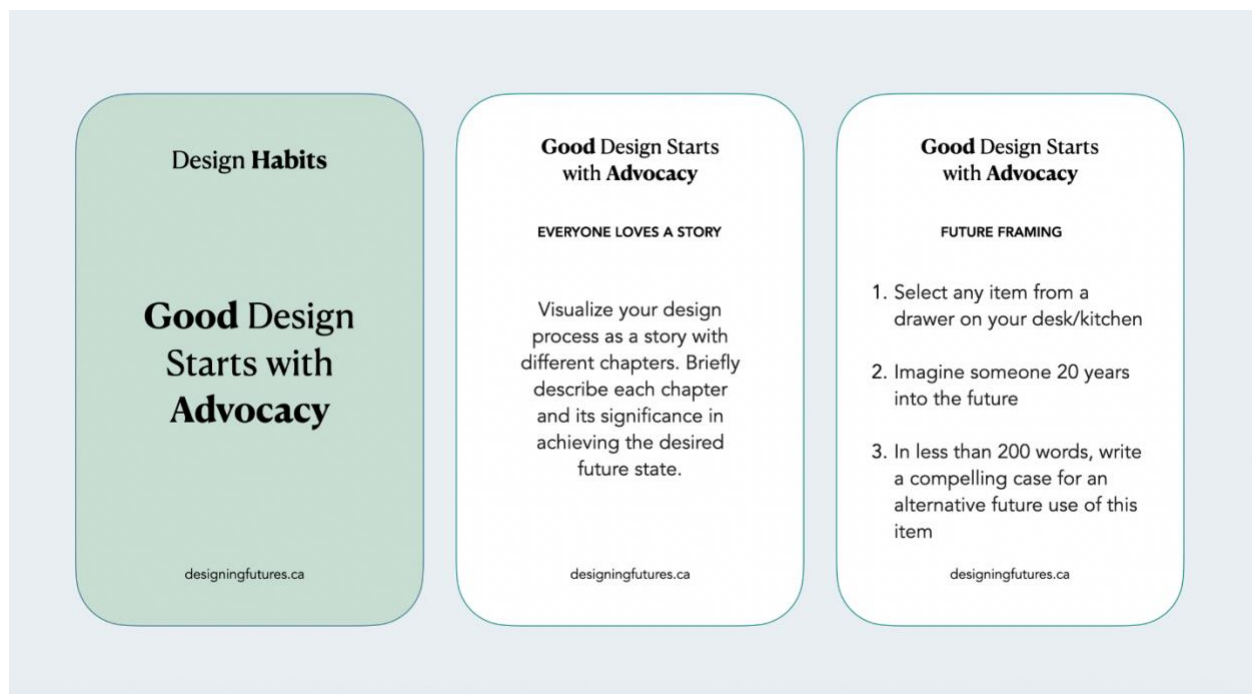 Design Habits
Good Design
Starts with
Advocacy
designingfutures.ca
Good Design Starts
with Advocacy
EVERYONE LOVES A STORY
Visualize your design
process as a story with
different chapters. Briefly
describe each chapter
and its significance in
achieving the desired
future state.
designingfutures.ca
Good Design Starts
with Advocacy
FUTURE FRAMING
1. Select any item from a
drawer on your desk/kitchen
2. Imagine someone 20 years
into the future
3. In less than 200 words, write
a compelling case for an
alternative future use of this
item
designingfutures.ca